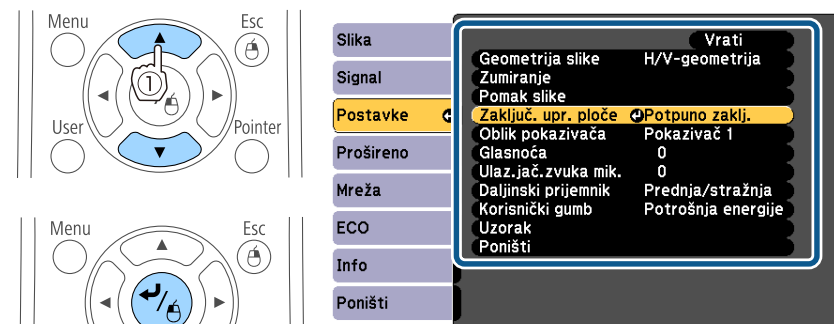 Menu Esc
①
User Pointer
Menu Esc
Slika
Signal
Postavke
Prošireno
Mreža
ECO
Info
Poništi
Vrati
Geometrija slike H/V-geometrija
Zumiranje
Pomak slike
Zaključ. upr. ploče Potpuno zaklj.
Oblik pokazivača Pokazivač 1
Glasnoća 0
Ulaz.jač.zvuka mik. 0
Daljinski prijemnik Prednja/stražnja
Korisnički gumb Potrošnja energije
Uzorak
Poništi